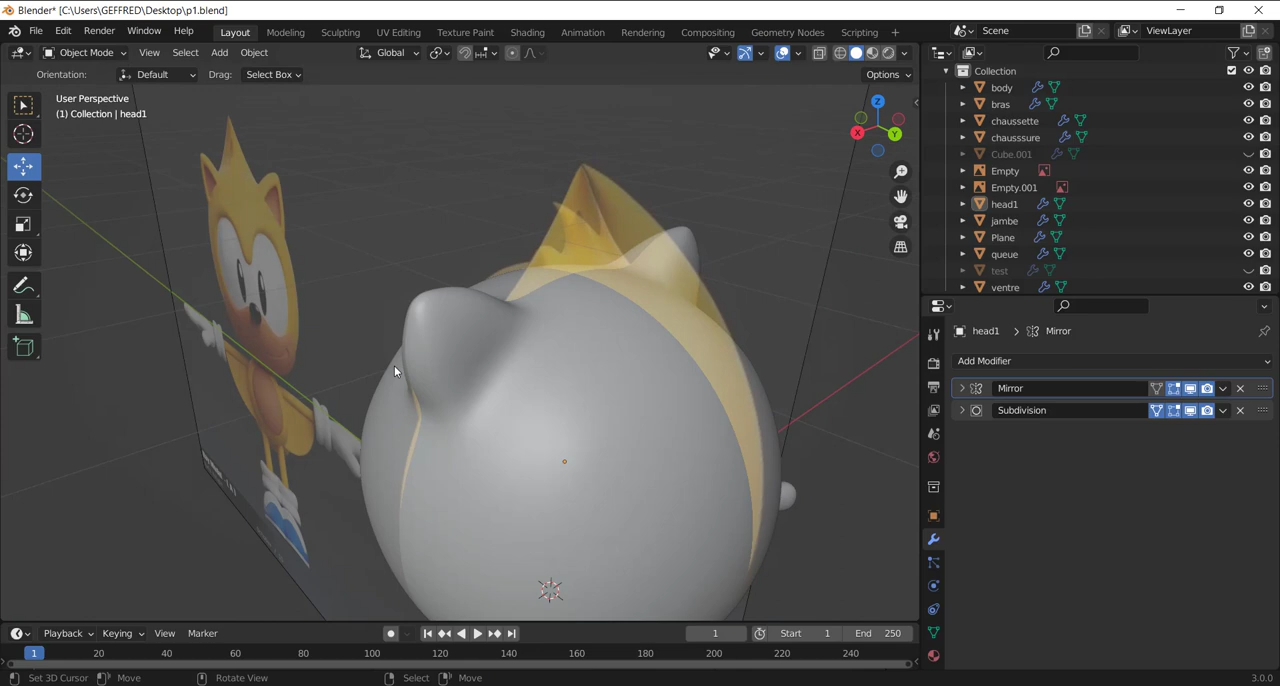 Blender* [C:\Users\GEFFRED\Desktop\p1.blend]
File Edit Render Window Help Layout Modeling Sculpting UV Editing Texture Paint Shading Animation Rendering Compositing Geometry Nodes Scripting + Scene ViewLayer
Object Mode View Select Add Object Global
Orientation: Default Drag: Select Box Options
User Perspective
(1) Collection | head1
Z
X
Y
Collection
body
bras
chaussette
chausssure
Cube.001
Empty
Empty.001
head1
jambe
Plane
queue
test
ventre
head1 > Mirror
Add Modifier
Mirror
Subdivision
Playback Keying View Marker 1 Start 1 End 250
1 20 40 60 80 100 120 140 160 180 200 220 240
Set 3D Cursor Move Rotate View Select Move 3.0.0